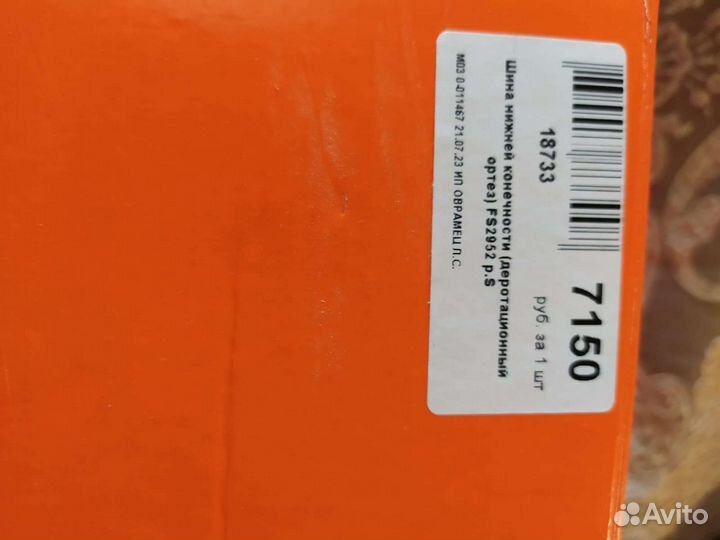 7150
руб. за 1 шт
18733
Шина нижней конечности (деротационный
ортез) FS2952 р.S
М03 0-011467 21.07.23 ИП ОВРАМЕЦ П.С.
Avito